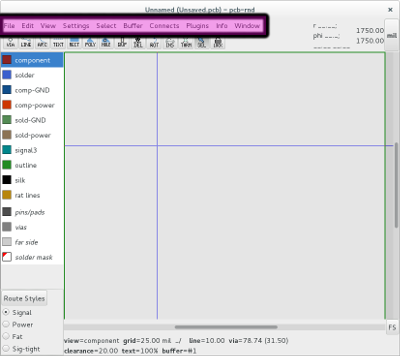 Unnamed (Unsaved.pcb) - pcb-rnd
File Edit View Settings Select Buffer Connects Plugins Info Window
r __.__;
phi __.__;
1750.00
1750.00
mil
VIA LINE ARC TEXT RECT POLY BUF DEL ROT INS THRM SEL LOCK
component
solder
comp-GND
comp-power
sold-GND
sold-power
signal3
outline
silk
rat lines
pins/pads
vias
far side
solder mask
Route Styles
Signal
Power
Fat
Sig-tight
FS
view=component grid=25.00 mil ../ line=10.00 via=78.74 (31.50)
clearance=20.00 text=100% buffer=#1